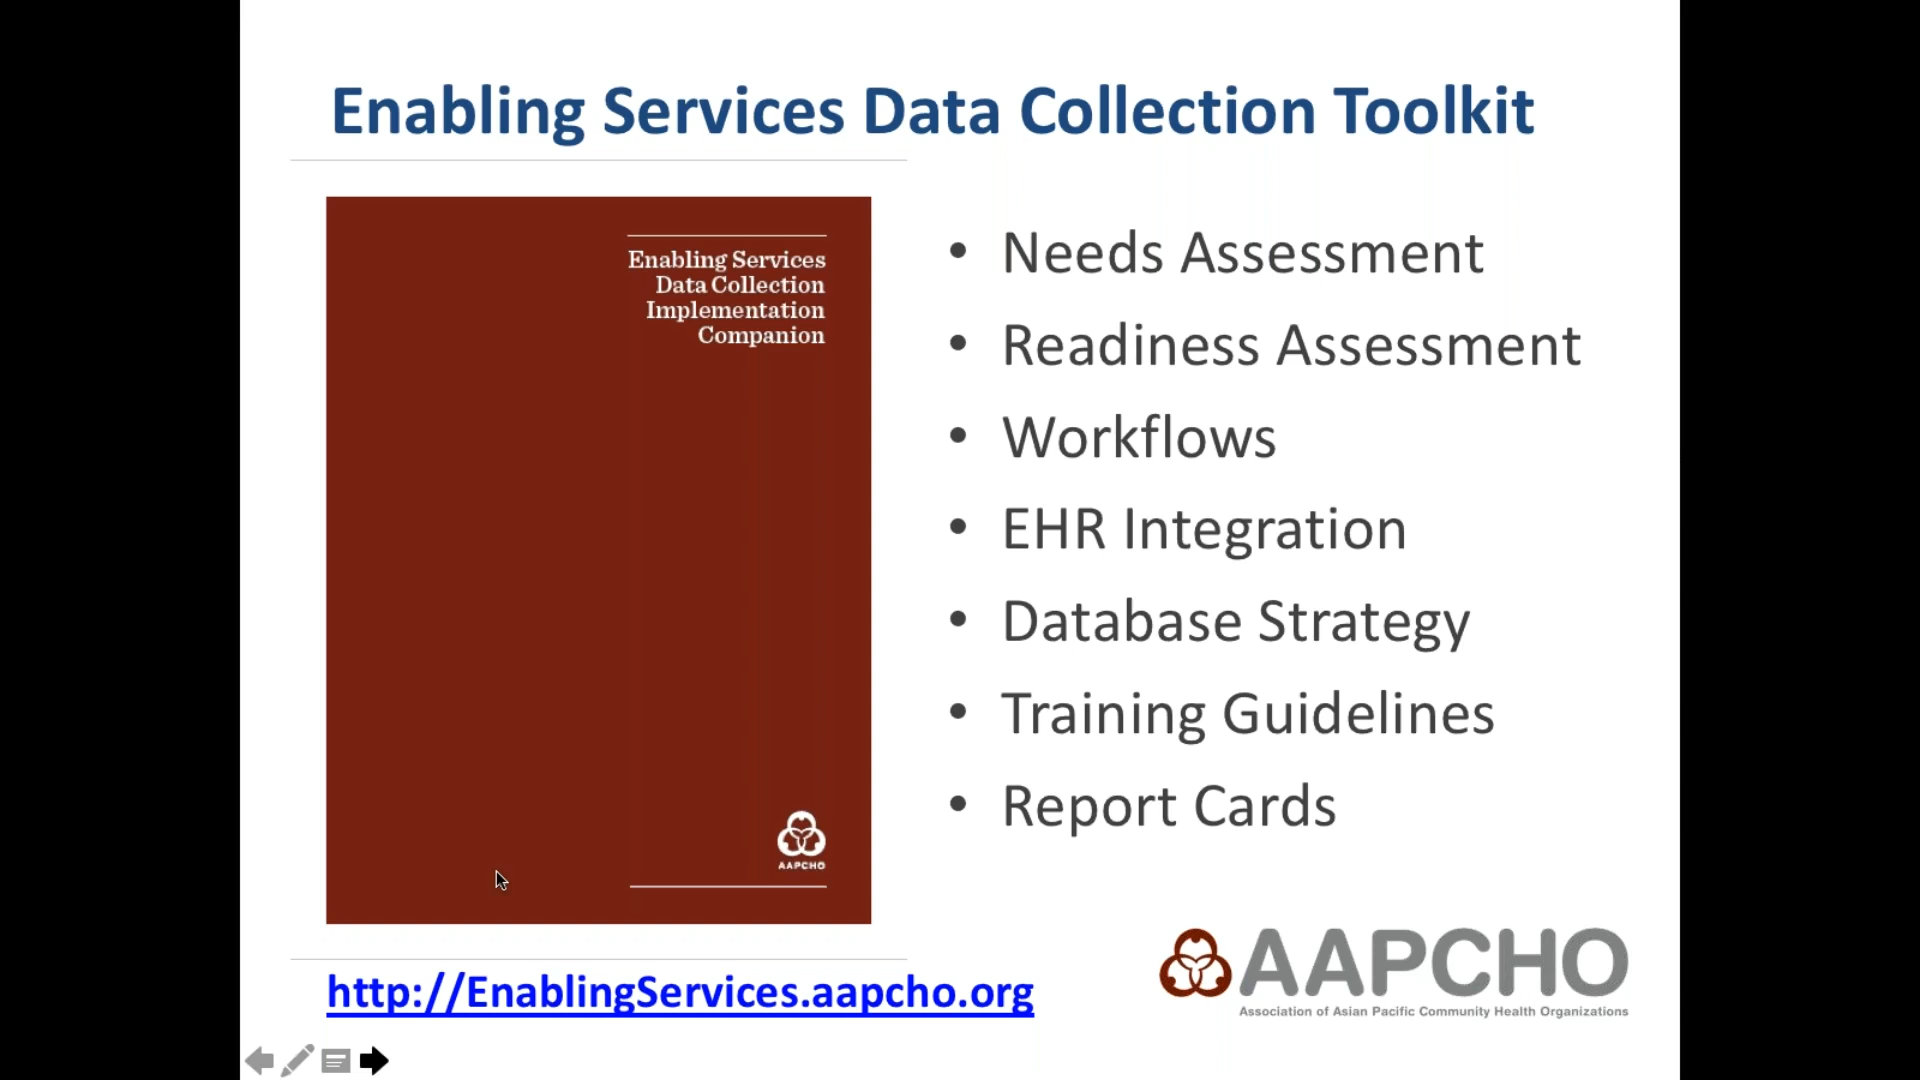 Enabling Services Data Collection Toolkit
Enabling Services
Data Collection
Implementation
Companion
AAPCHO
• Needs Assessment
• Readiness Assessment
• Workflows
• EHR Integration
• Database Strategy
• Training Guidelines
• Report Cards
http://EnablingServices.aapcho.org
AAPCHO
Association of Asian Pacific Community Health Organizations